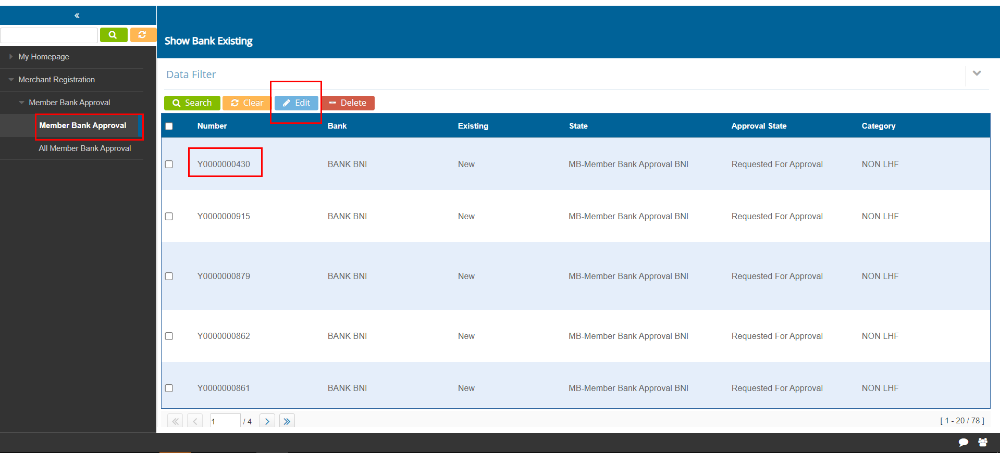 Show Bank Existing
My Homepage
Merchant Registration
Member Bank Approval
Member Bank Approval
All Member Bank Approval
Data Filter
Search Clear Edit Delete
Number Bank Existing State Approval State Category
Y0000000430 BANK BNI New MB-Member Bank Approval BNI Requested For Approval NON LHF
Y0000000915 BANK BNI New MB-Member Bank Approval BNI Requested For Approval NON LHF
Y0000000879 BANK BNI New MB-Member Bank Approval BNI Requested For Approval NON LHF
Y0000000862 BANK BNI New MB-Member Bank Approval BNI Requested For Approval NON LHF
Y0000000861 BANK BNI New MB-Member Bank Approval BNI Requested For Approval NON LHF
1 / 4 [ 1 - 20 / 78 ]